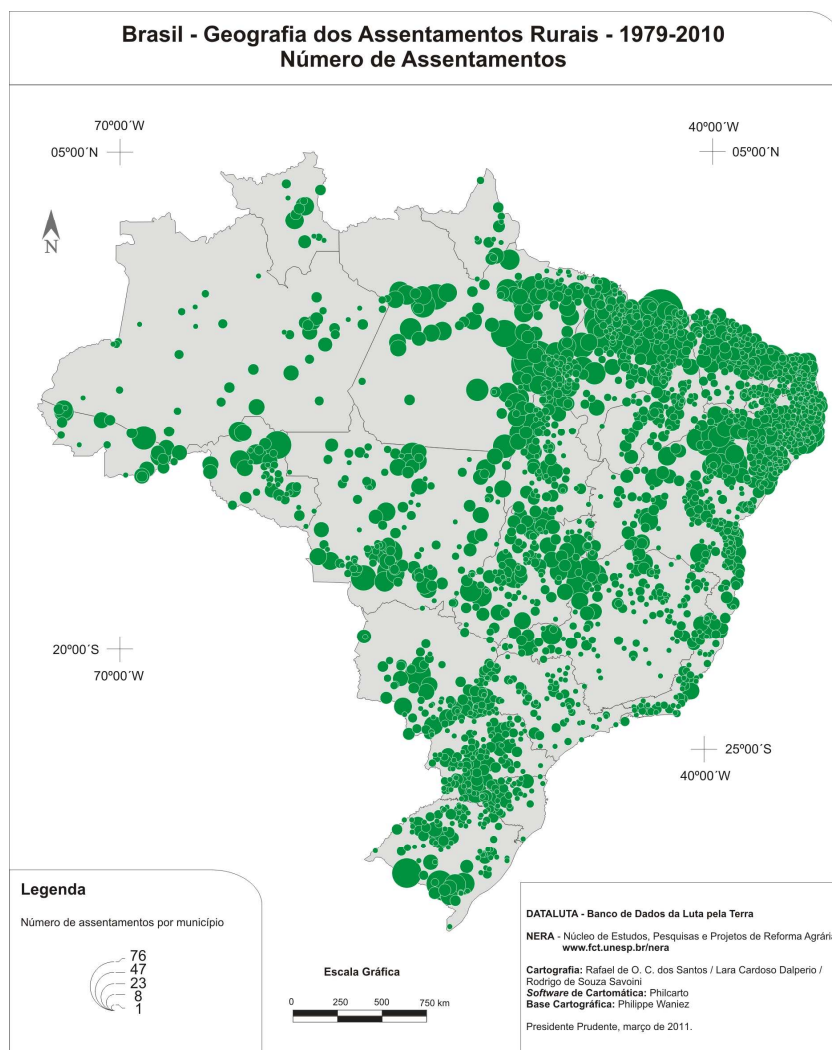 Brasil - Geografia dos Assentamentos Rurais - 1979-2010
Número de Assentamentos
70º00´W
40º00´W
05º00´N
05º00´N
N
20º00´S
70º00´W
25º00´S
40º00´W
Legenda
Número de assentamentos por município
76
47
23
8
1
Escala Gráfica
0 250 500 750 km
DATALUTA - Banco de Dados da Luta pela Terra
NERA - Núcleo de Estudos, Pesquisas e Projetos de Reforma Agrária
www.fct.unesp.br/nera
Cartografia: Rafael de O. C. dos Santos / Lara Cardoso Dalperio /
Rodrigo de Souza Savoini
Software de Cartomática: Philcarto
Base Cartográfica: Philippe Waniez
Presidente Prudente, março de 2011.